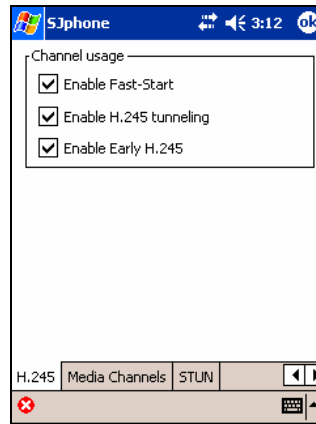 SJphone 3:12 ok
Channel usage
Enable Fast-Start
Enable H.245 tunneling
Enable Early H.245
H.245 Media Channels STUN